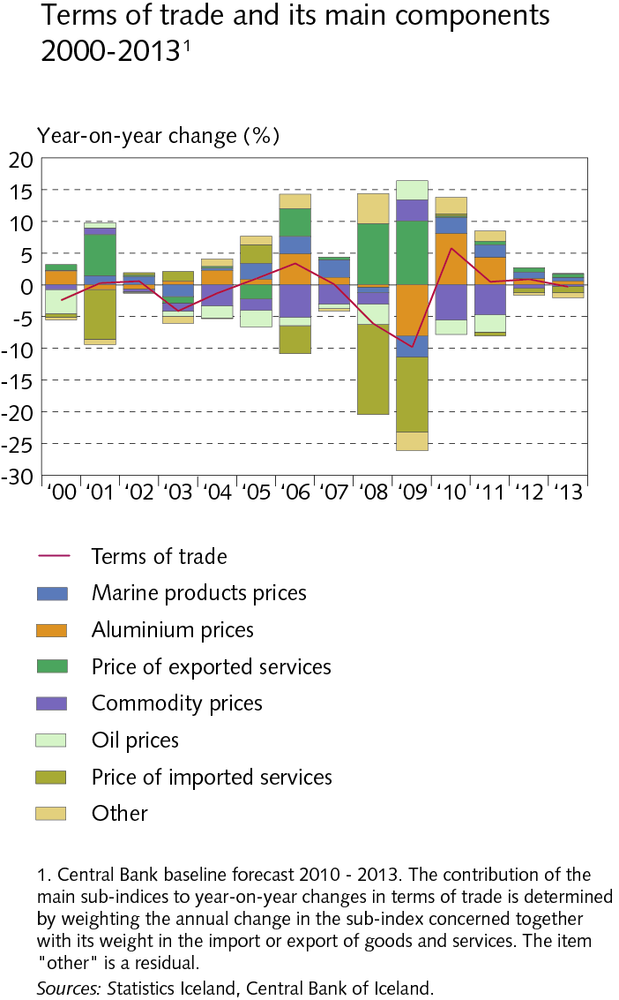 Terms of trade and its main components
2000-2013¹
Year-on-year change (%)
20
15
10
5
0
-5
-10
-15
-20
-25
-30
‘00 ‘01 ‘02 ‘03 ‘04 ‘05 ‘06 ‘07 ‘08 ‘09 ‘10 ‘11 ‘12 ‘13
Terms of trade
Marine products prices
Aluminium prices
Price of exported services
Commodity prices
Oil prices
Price of imported services
Other
1. Central Bank baseline forecast 2010 - 2013. The contribution of the
main sub-indices to year-on-year changes in terms of trade is determined
by weighting the annual change in the sub-index concerned together
with its weight in the import or export of goods and services. The item
"other" is a residual.
Sources: Statistics Iceland, Central Bank of Iceland.